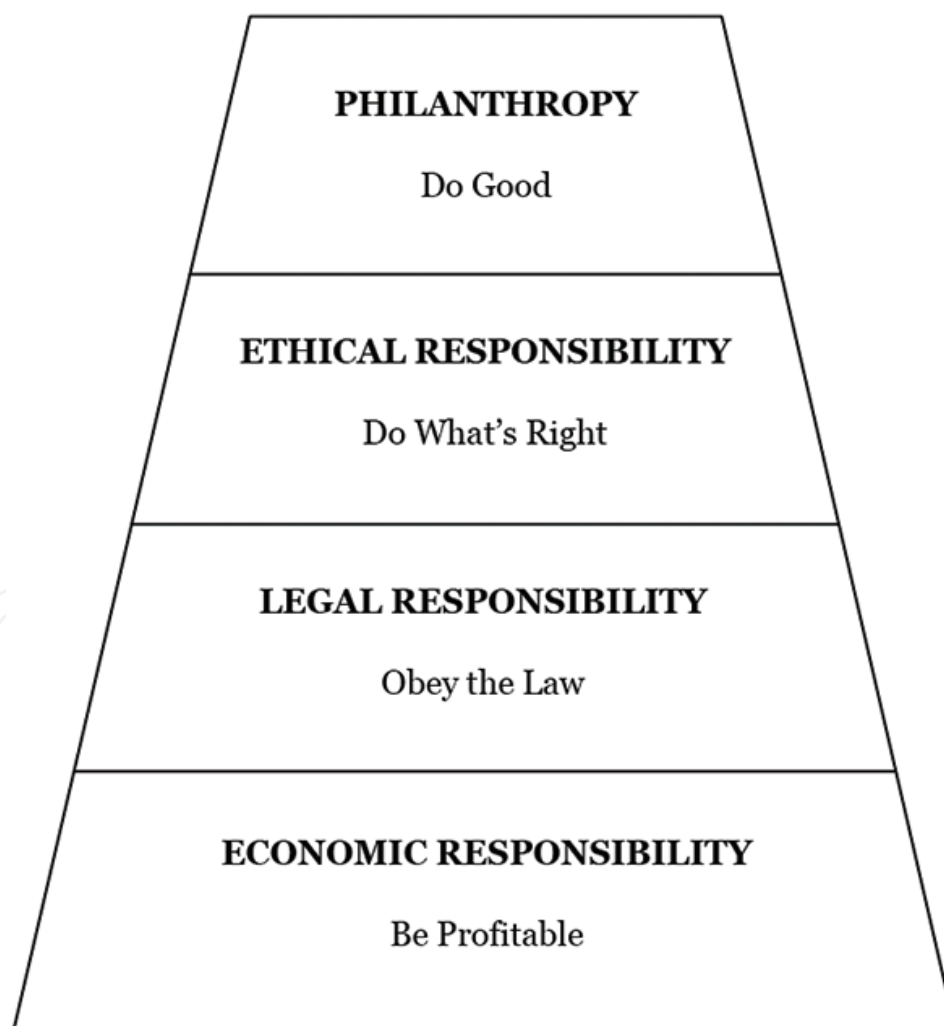 PHILANTHROPY
Do Good
ETHICAL RESPONSIBILITY
Do What’s Right
LEGAL RESPONSIBILITY
Obey the Law
ECONOMIC RESPONSIBILITY
Be Profitable